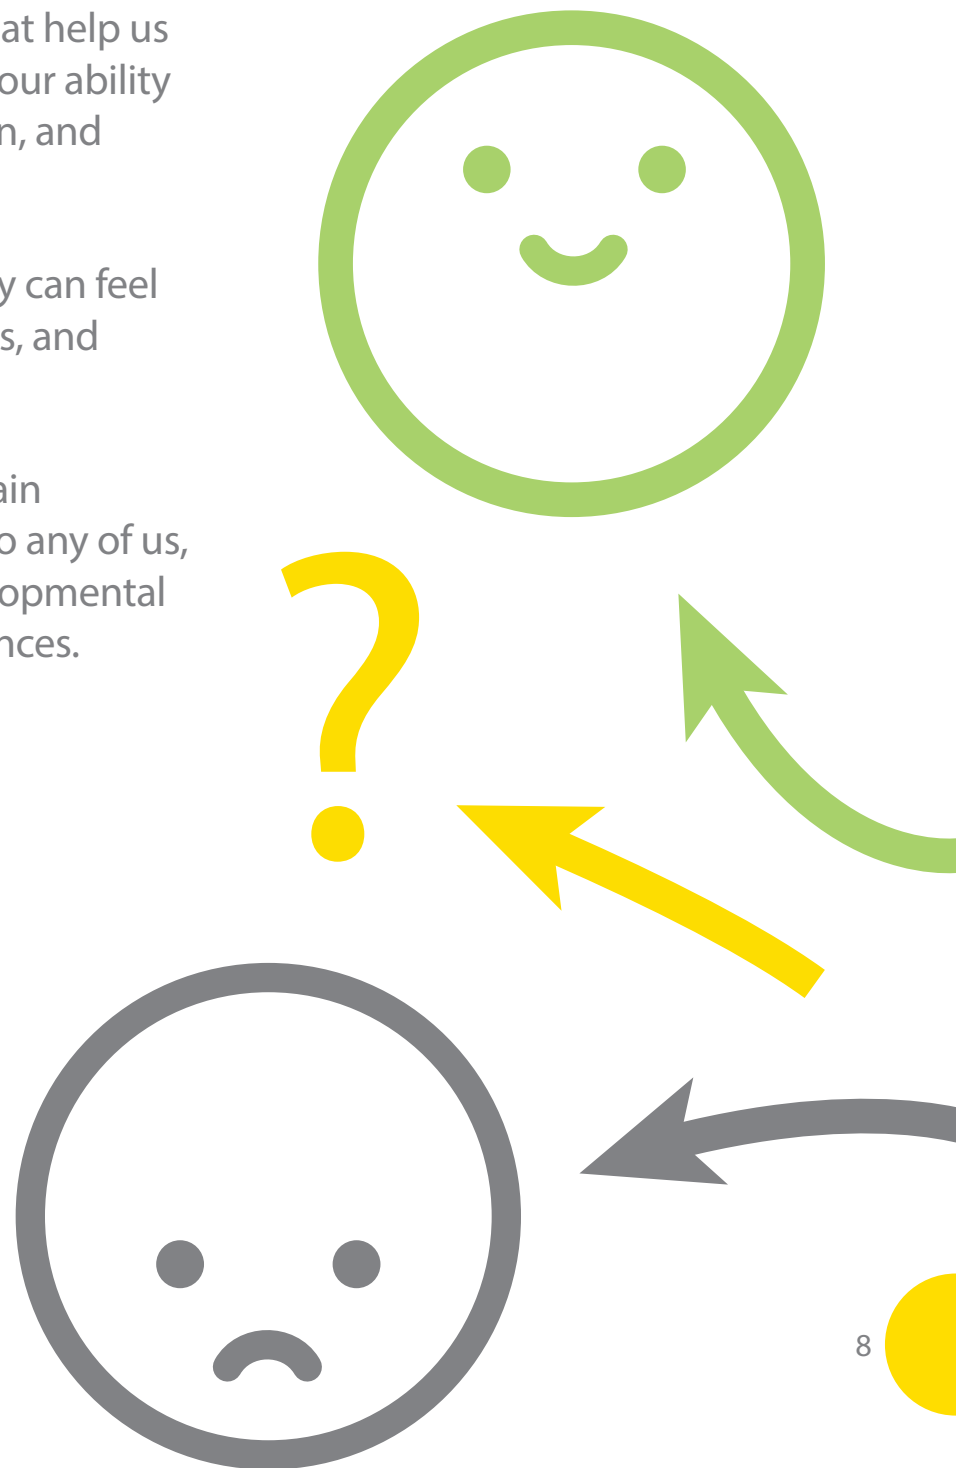 at help us
our ability
n, and
y can feel
s, and
ain
o any of us,
opmental
nces.
?
8